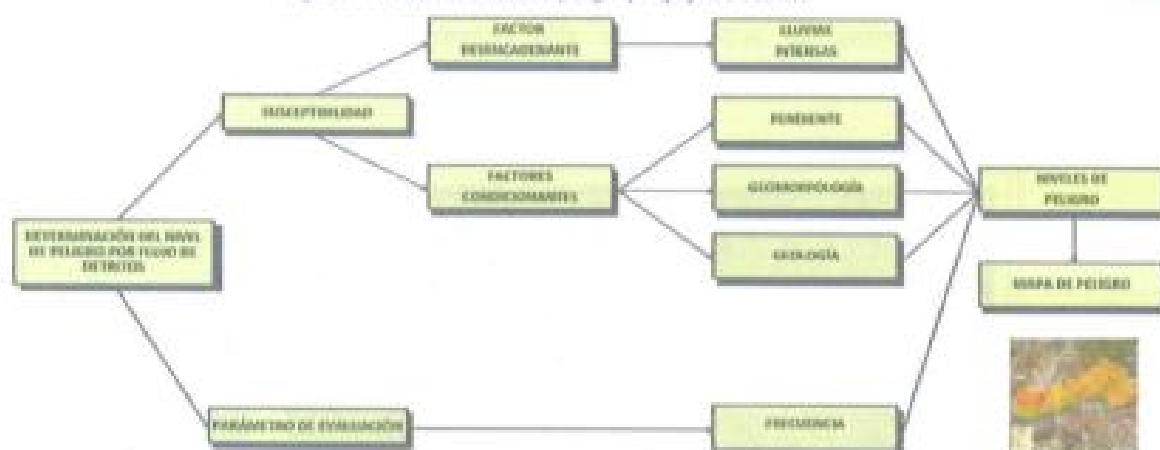 FACTOR
DESENCADENANTE
LLUVIAS
INTENSAS
SUSCEPTIBILIDAD
PENDIENTE
FACTORES
CONDICIONANTES
GEOMORFOLOGÍA
NIVELES DE
PELIGRO
DETERMINACIÓN DEL NIVEL
DE PELIGRO POR FLUJO DE
DETRITOS
GEOLOGÍA
MAPA DE PELIGRO
PARÁMETRO DE EVALUACIÓN
FRECUENCIA